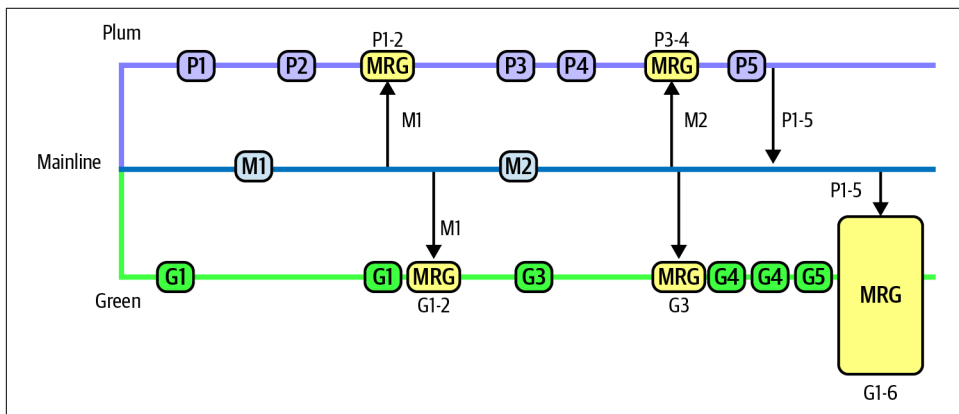 Plum
P1-2
P3-4
P1
P2
MRG
P3
P4
MRG
P5
M1
M2
P1-5
Mainline
M1
M2
P1-5
M1
G1
G1
MRG
G3
MRG
G4
G4
G5
MRG
Green
G1-2
G3
G1-6